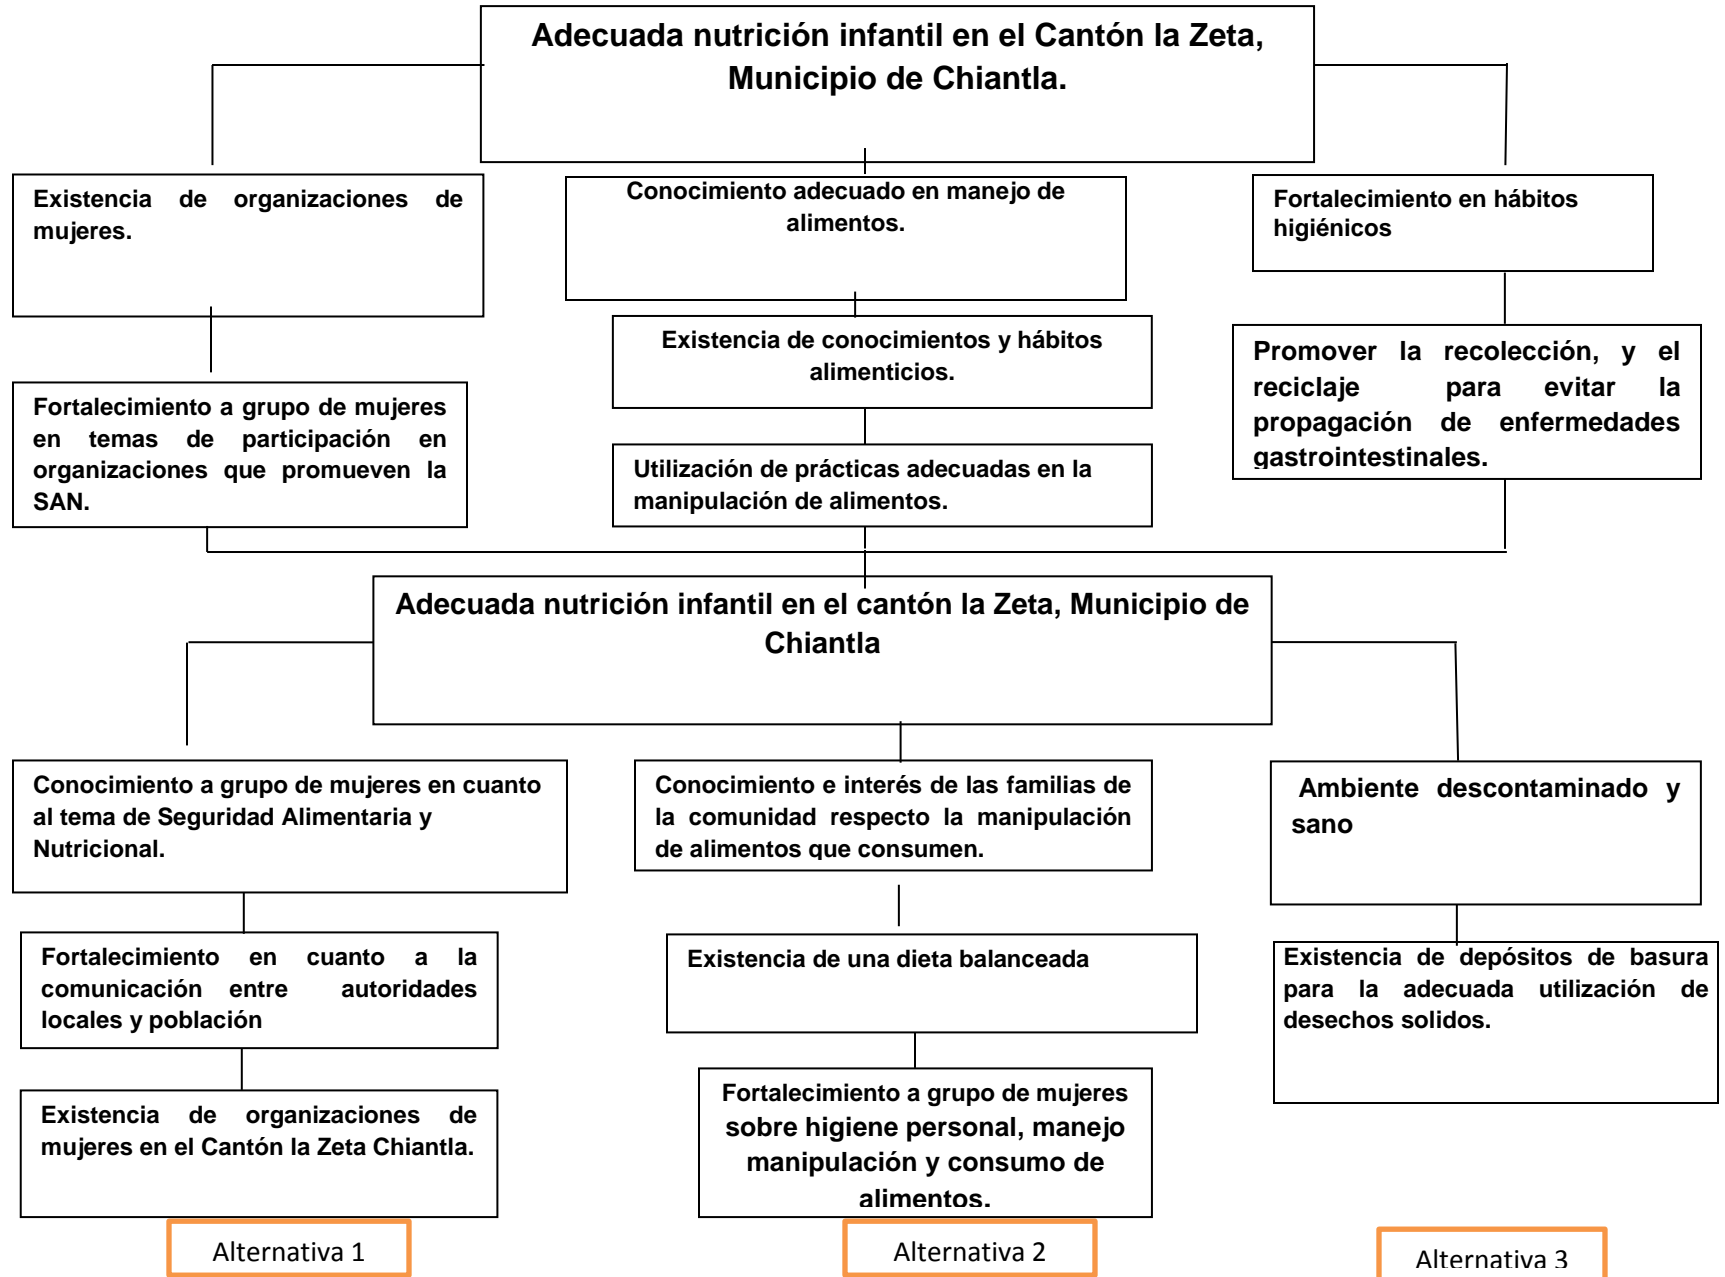 Adecuada nutrición infantil en el Cantón la Zeta,
Municipio de Chiantla.
Existencia de organizaciones de
mujeres.
Conocimiento adecuado en manejo de
alimentos.
Fortalecimiento en hábitos
higiénicos
Existencia de conocimientos y hábitos
alimenticios.
Promover la recolección, y el
reciclaje para evitar la
propagación de enfermedades
gastrointestinales.
Fortalecimiento a grupo de mujeres
en temas de participación en
organizaciones que promueven la
SAN.
Utilización de prácticas adecuadas en la
manipulación de alimentos.
Adecuada nutrición infantil en el cantón la Zeta, Municipio de
Chiantla
Conocimiento a grupo de mujeres en cuanto
al tema de Seguridad Alimentaria y
Nutricional.
Conocimiento e interés de las familias de
la comunidad respecto la manipulación
de alimentos que consumen.
Ambiente descontaminado y
sano
Fortalecimiento en cuanto a la
comunicación entre autoridades
locales y población
Existencia de una dieta balanceada
Existencia de depósitos de basura
para la adecuada utilización de
desechos solidos.
Existencia de organizaciones de
mujeres en el Cantón la Zeta Chiantla.
Fortalecimiento a grupo de mujeres
sobre higiene personal, manejo
manipulación y consumo de
alimentos.
Alternativa 1
Alternativa 2
Alternativa 3